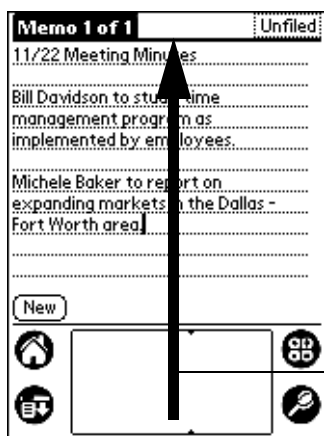 Memo 1 of 1
Unfiled
11/22 Meeting Minutes
Bill Davidson to study time
management program as
implemented by employees.
Michele Baker to report on
expanding markets in the Dallas -
Fort Worth area.
New